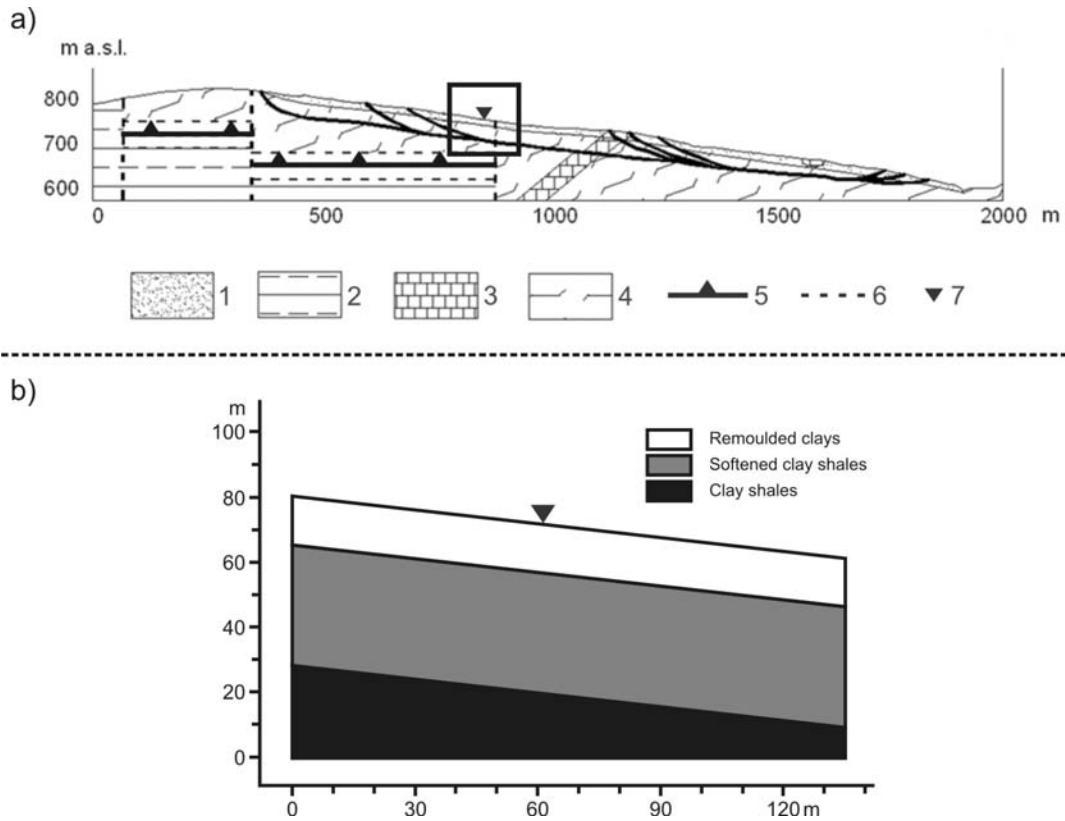 a)
m a.s.l.
800
700
600
0 500 1000 1500 2000 m
1 2 3 4 5 6 7
b)
m
100
80
60
40
20
0
Remoulded clays
Softened clay shales
Clay shales
0 30 60 90 120 m